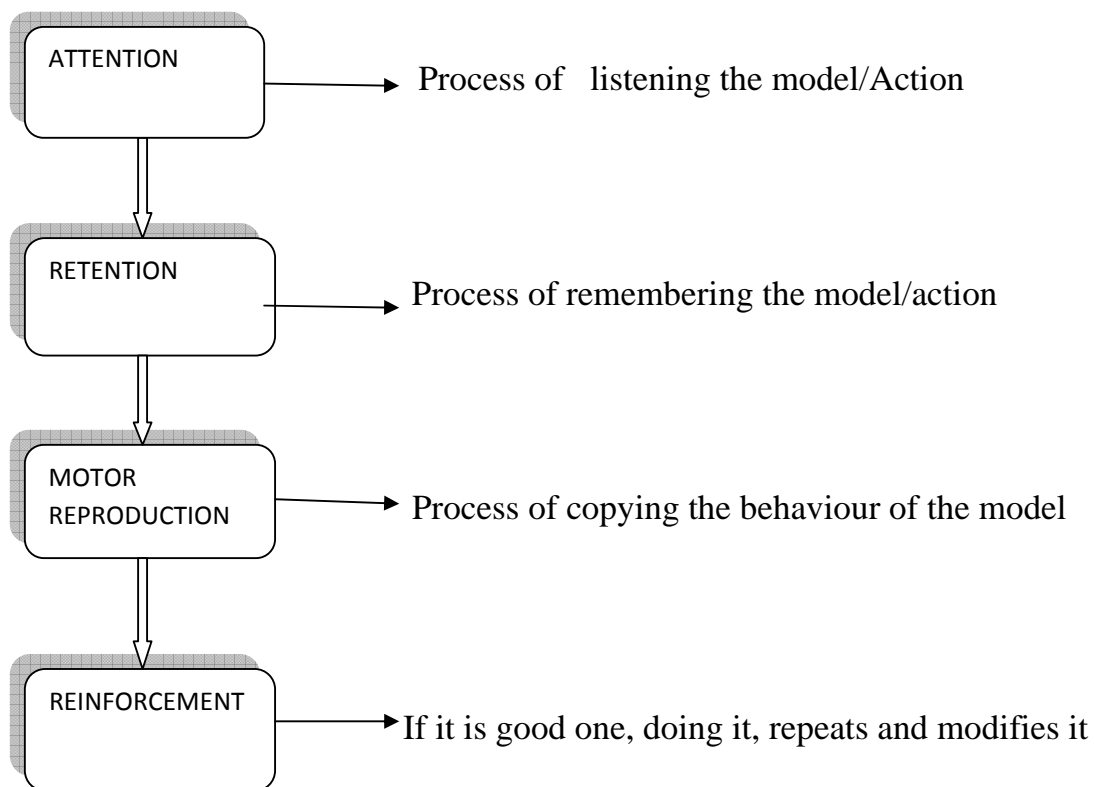 ATTENTION
Process of listening the model/Action
RETENTION
Process of remembering the model/action
MOTOR
REPRODUCTION
Process of copying the behaviour of the model
REINFORCEMENT
If it is good one, doing it, repeats and modifies it